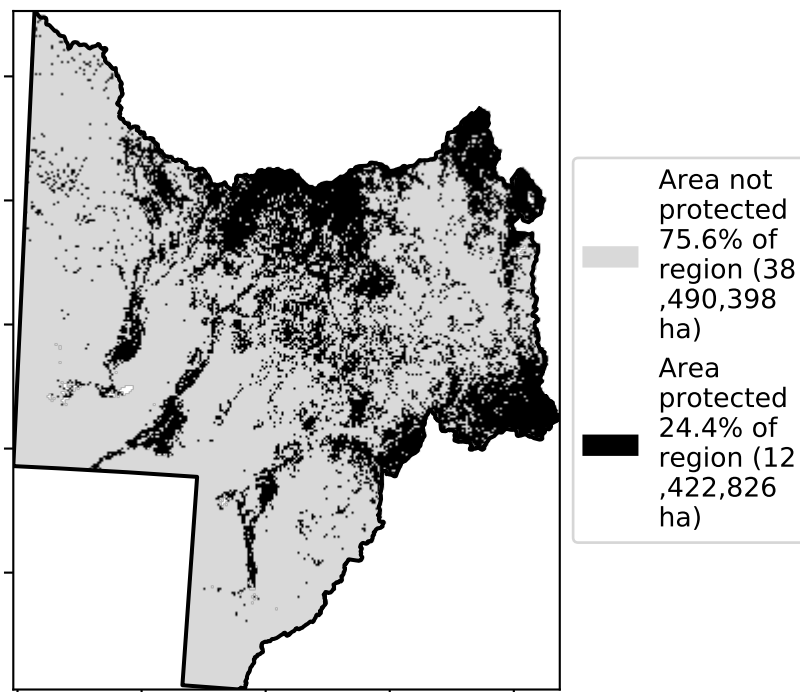 Area not
protected
75.6% of
region (38
,490,398
ha)
Area
protected
24.4% of
region (12
,422,826
ha)